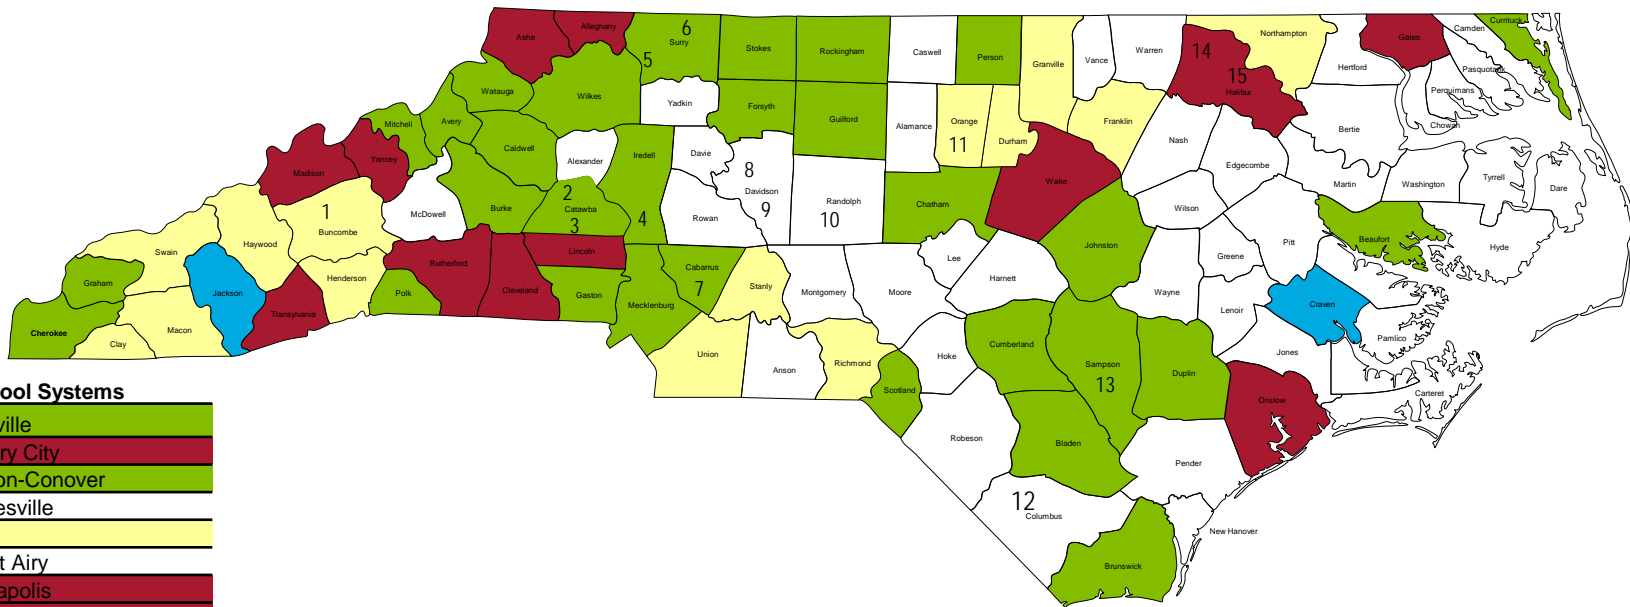 Ashe
Alleghany
6
Surry
5
Stokes
Rockingham
Caswell
Person
Granville
Vance
Warren
14
15
Halifax
Northampton
Hertford
Gates
Camden
Currituck
Pasquotank
Perquimans
Chowan
Watauga
Wilkes
Yadkin
Forsyth
Guilford
Alamance
Orange
11
Durham
Franklin
Nash
Edgecombe
Bertie
Martin
Washington
Tyrrell
Dare
Mitchell
Avery
Caldwell
Alexander
Iredell
Davie
8
Davidson
9
Randolph
10
Chatham
Wake
Madison
Yancey
McDowell
Burke
2
Catawba
3
4
Rowan
Johnston
Wilson
Pitt
Beaufort
Hyde
1
Buncombe
Haywood
Swain
Graham
Jackson
Henderson
Rutherford
Lincoln
Cleveland
Gaston
Polk
Mecklenburg
Cabarrus
7
Stanly
Montgomery
Moore
Lee
Harnett
Wayne
Greene
Lenoir
Craven
Pamlico
Jones
Carteret
Cherokee
Clay
Macon
Transylvania
Union
Anson
Richmond
Scotland
Hoke
Cumberland
Sampson
13
Duplin
Onslow
Robeson
Bladen
Pender
12
Columbus
New Hanover
Brunswick
ool Systems
ville
ry City
on-Conover
esville
t Airy
apolis